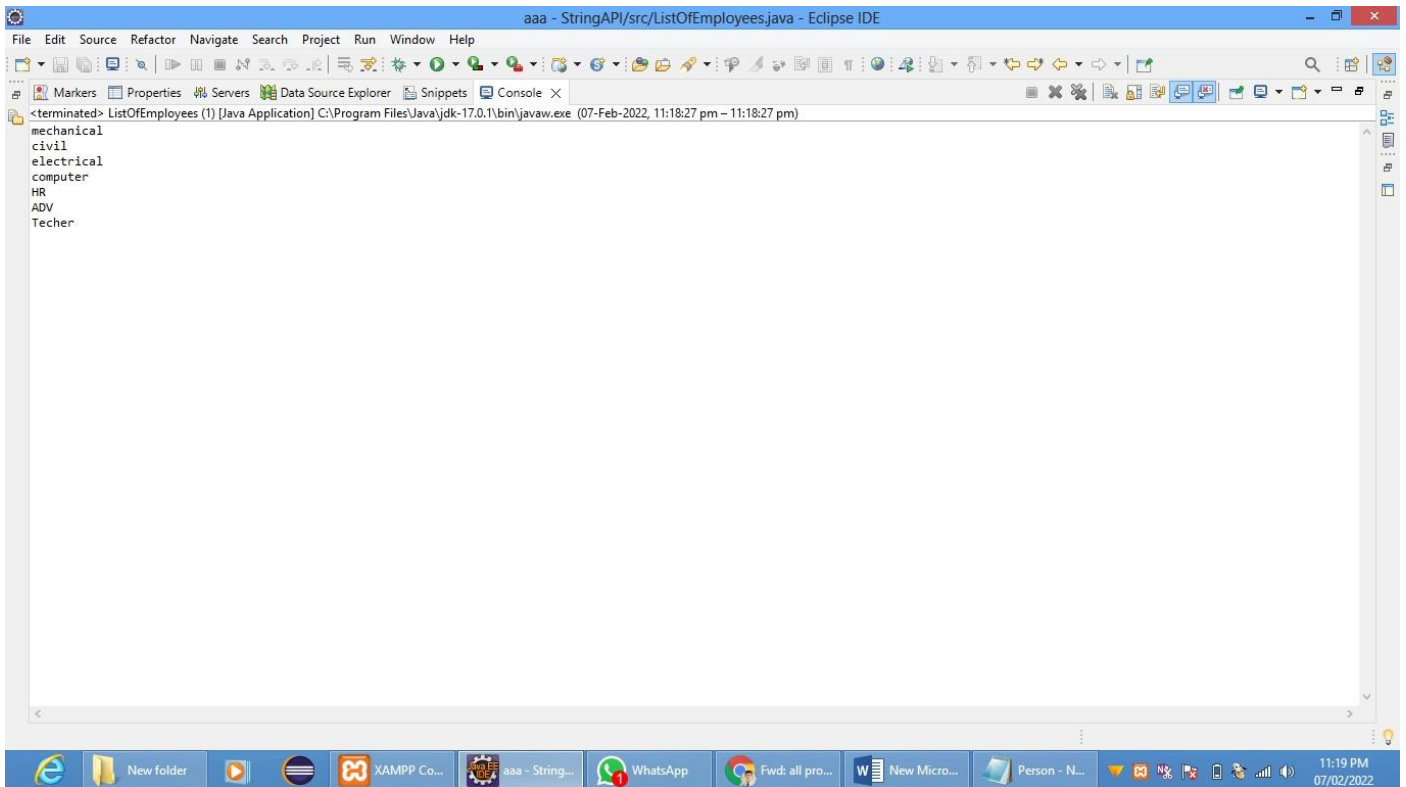 aaa - StringAPI/src/ListOfEmployees.java - Eclipse IDE
File Edit Source Refactor Navigate Search Project Run Window Help
Markers Properties Servers Data Source Explorer Snippets Console
<terminated> ListOfEmployees (1) [Java Application] C:\Program Files\Java\jdk-17.0.1\bin\javaw.exe (07-Feb-2022, 11:18:27 pm – 11:18:27 pm)
mechanical
civil
electrical
computer
HR
ADV
Techer
New folder XAMPP Co... aaa - String... WhatsApp Fwd: all pro... New Micro... Person - N... 11:19 PM
07/02/2022